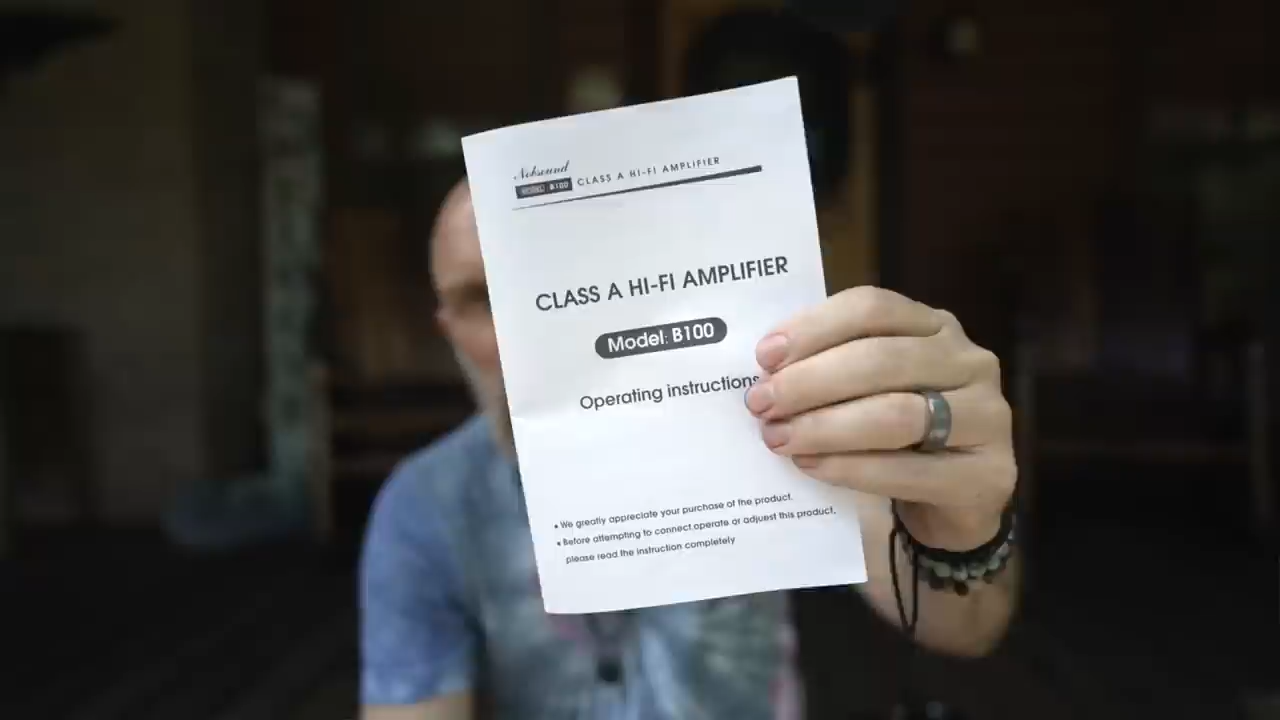 Nobsound
MODEL B100 CLASS A HI-FI AMPLIFIER
CLASS A HI-FI AMPLIFIER
Model: B100
Operating instructions
• We greatly appreciate your purchase of the product.
• Before attempting to connect.operate or adjuest this product,
please read the instruction completely